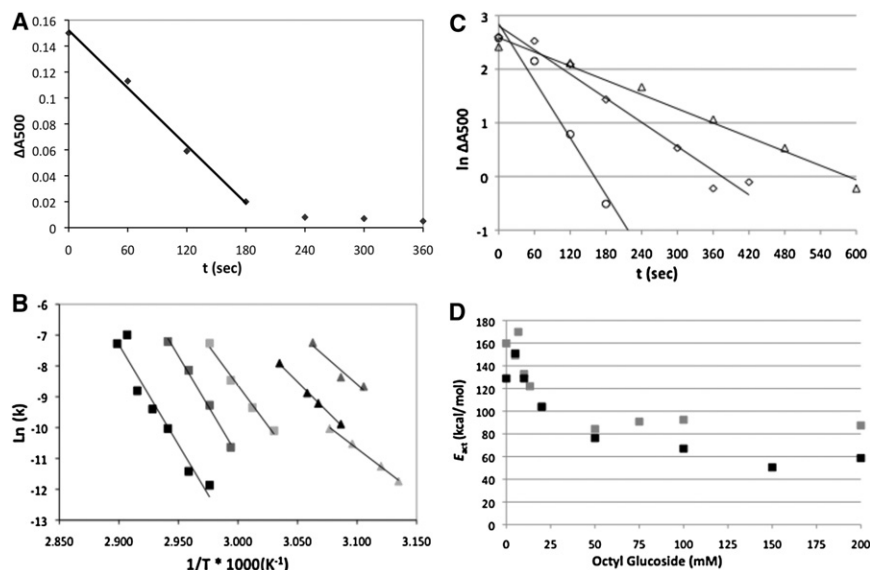 A
ΔA500
0.16
0.14
0.12
0.1
0.08
0.06
0.04
0.02
0
0 60 120 180 240 300 360
t (sec)
C
ln ΔA500
3
2
1
0
-1
0 60 120 180 240 300 360 420 480 540 600
t (sec)
B
Ln (k)
-6
-7
-8
-9
-10
-11
-12
-13
2.850 2.900 2.950 3.000 3.050 3.100 3.150
1/T * 1000(K⁻¹)
D
Eact (kcal/mol)
180
160
140
120
100
80
60
40
20
0
0 25 50 75 100 125 150 175 200
Octyl Glucoside (mM)